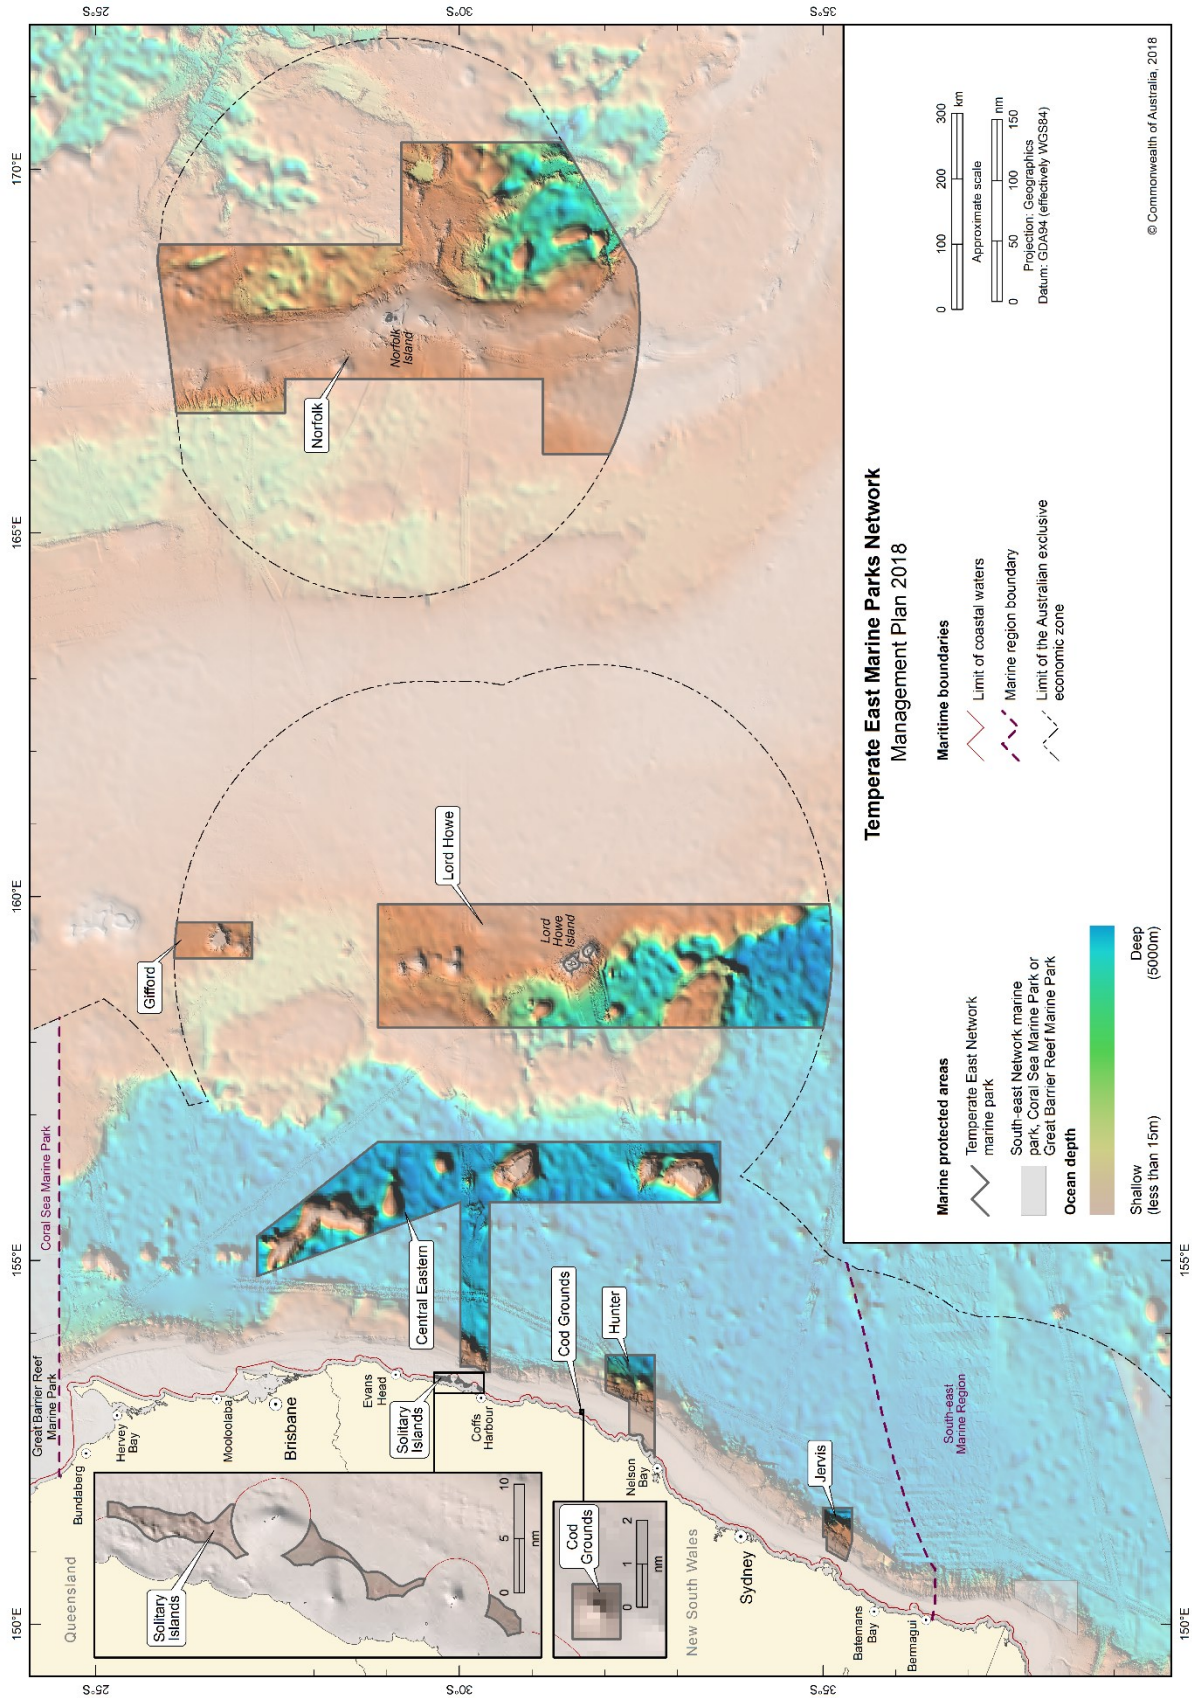 150°E
155°E
160°E
165°E
170°E
25°S
30°S
35°S
25°S
30°S
35°S
150°E
155°E
Queensland
Great Barrier Reef
Marine Park
Coral Sea Marine Park
Bundaberg
Hervey
Bay
Mooloolaba
Brisbane
Evans
Head
Solitary
Islands
Coffs
Harbour
Central Eastern
Cod Grounds
Hunter
Nelson
Bay
New South Wales
Sydney
Jervis
Batemans
Bay
Bermagui
South-east
Marine Region
Solitary
Islands
0 5 10
nm
Cod
Grounds
0 1 2
nm
Gifford
Lord Howe
Lord
Howe
Island
Norfolk
Norfolk
Island
Temperate East Marine Parks Network
Management Plan 2018
Marine protected areas
Temperate East Network
marine park
South-east Network marine
park, Coral Sea Marine Park or
Great Barrier Reef Marine Park
Ocean depth
Shallow
(less than 15m)
Deep
(5000m)
Maritime boundaries
Limit of coastal waters
Marine region boundary
Limit of the Australian exclusive
economic zone
0 100 200 300
km
Approximate scale
nm
0 50 100 150
Projection: Geographics
Datum: GDA94 (effectively WGS84)
© Commonwealth of Australia, 2018